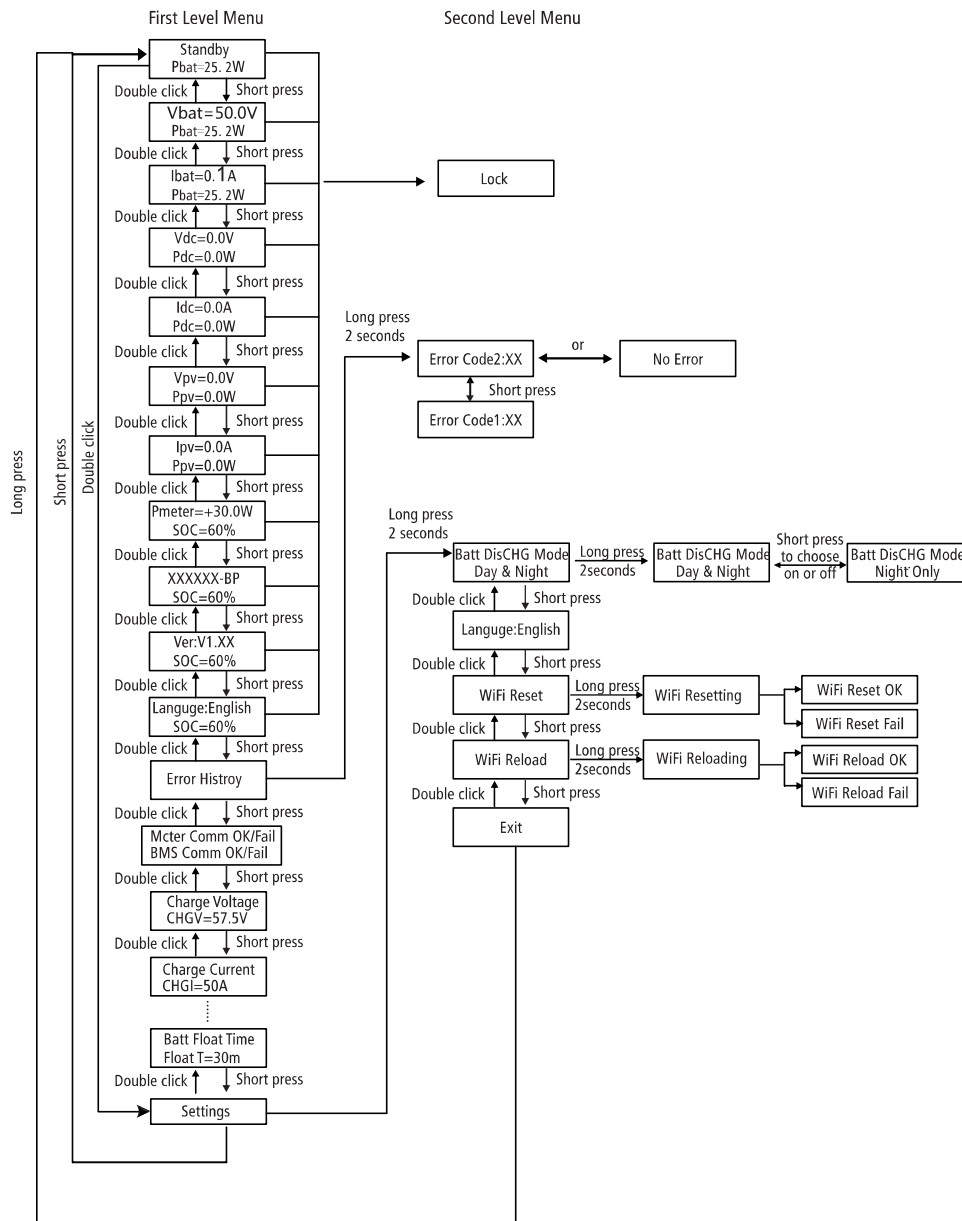 First Level Menu
Second Level Menu
Standby
Pbat=25. 2W
Double click
Short press
Vbat=50.0V
Pbat=25. 2W
Double click
Short press
Ibat=0.1A
Pbat=25. 2W
Lock
Double click
Short press
Vdc=0.0V
Pdc=0.0W
Double click
Short press
Idc=0.0A
Pdc=0.0W
Double click
Short press
Vpv=0.0V
Ppv=0.0W
Double click
Short press
Ipv=0.0A
Ppv=0.0W
Double click
Short press
Pmeter=+30.0W
SOC=60%
Double click
Short press
XXXXXX-BP
SOC=60%
Double click
Short press
Ver:V1.XX
SOC=60%
Double click
Short press
Languge:English
SOC=60%
Double click
Short press
Error Histroy
Double click
Short press
Mcter Comm OK/Fail
BMS Comm OK/Fail
Double click
Short press
Charge Voltage
CHGV=57.5V
Double click
Short press
Charge Current
CHGI=50A
Batt Float Time
Float T=30m
Double click
Short press
Settings
Long press
Short press
Double click
Long press
2 seconds
Error Code2:XX
or
No Error
Short press
Error Code1:XX
Long press
2 seconds
Batt DisCHG Mode
Day & Night
Long press
2seconds
Batt DisCHG Mode
Day & Night
Short press
to choose
on or off
Batt DisCHG Mode
Night Only
Double click
Short press
Languge:English
Double click
Short press
WiFi Reset
Long press
2seconds
WiFi Resetting
WiFi Reset OK
WiFi Reset Fail
Double click
Short press
WiFi Reload
Long press
2seconds
WiFi Reloading
WiFi Reload OK
WiFi Reload Fail
Double click
Short press
Exit